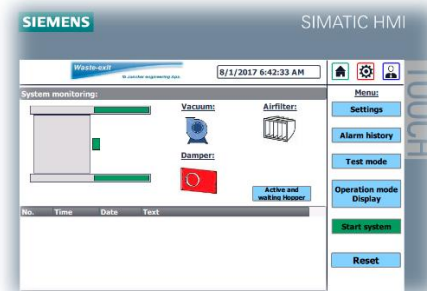 SIEMENS
SIMATIC HMI
TOUCH
Waste-exit
8/1/2017 6:42:33 AM
System monitoring:
Vacuum:
Airfilter:
Damper:
Active and
waiting Hopper
No. Time Date Text
Menu:
Settings
Alarm history
Test mode
Operation mode
Display
Start system
Reset